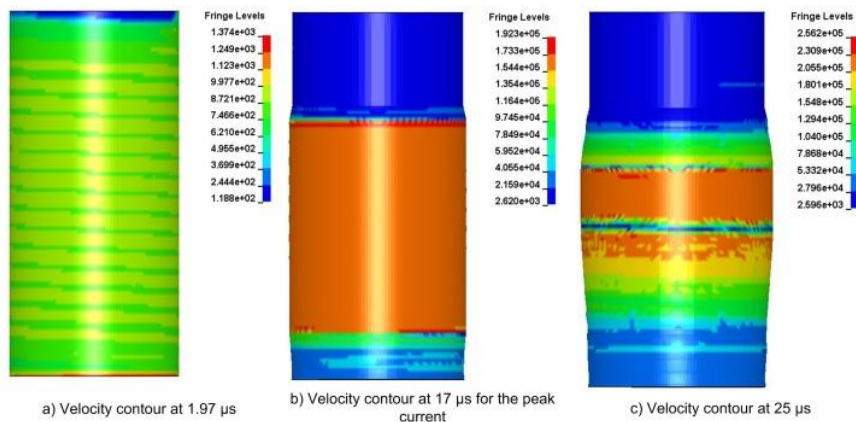 Fringe Levels
1.374e+03
1.249e+03
1.123e+03
9.977e+02
8.721e+02
7.466e+02
6.210e+02
4.955e+02
3.699e+02
2.444e+02
1.188e+02
a) Velocity contour at 1.97 µs
Fringe Levels
1.923e+05
1.733e+05
1.544e+05
1.354e+05
1.164e+05
9.745e+04
7.849e+04
5.952e+04
4.055e+04
2.159e+04
2.620e+03
b) Velocity contour at 17 µs for the peak
current
Fringe Levels
2.562e+05
2.309e+05
2.055e+05
1.801e+05
1.548e+05
1.294e+05
1.040e+05
7.868e+04
5.332e+04
2.796e+04
2.596e+03
c) Velocity contour at 25 µs